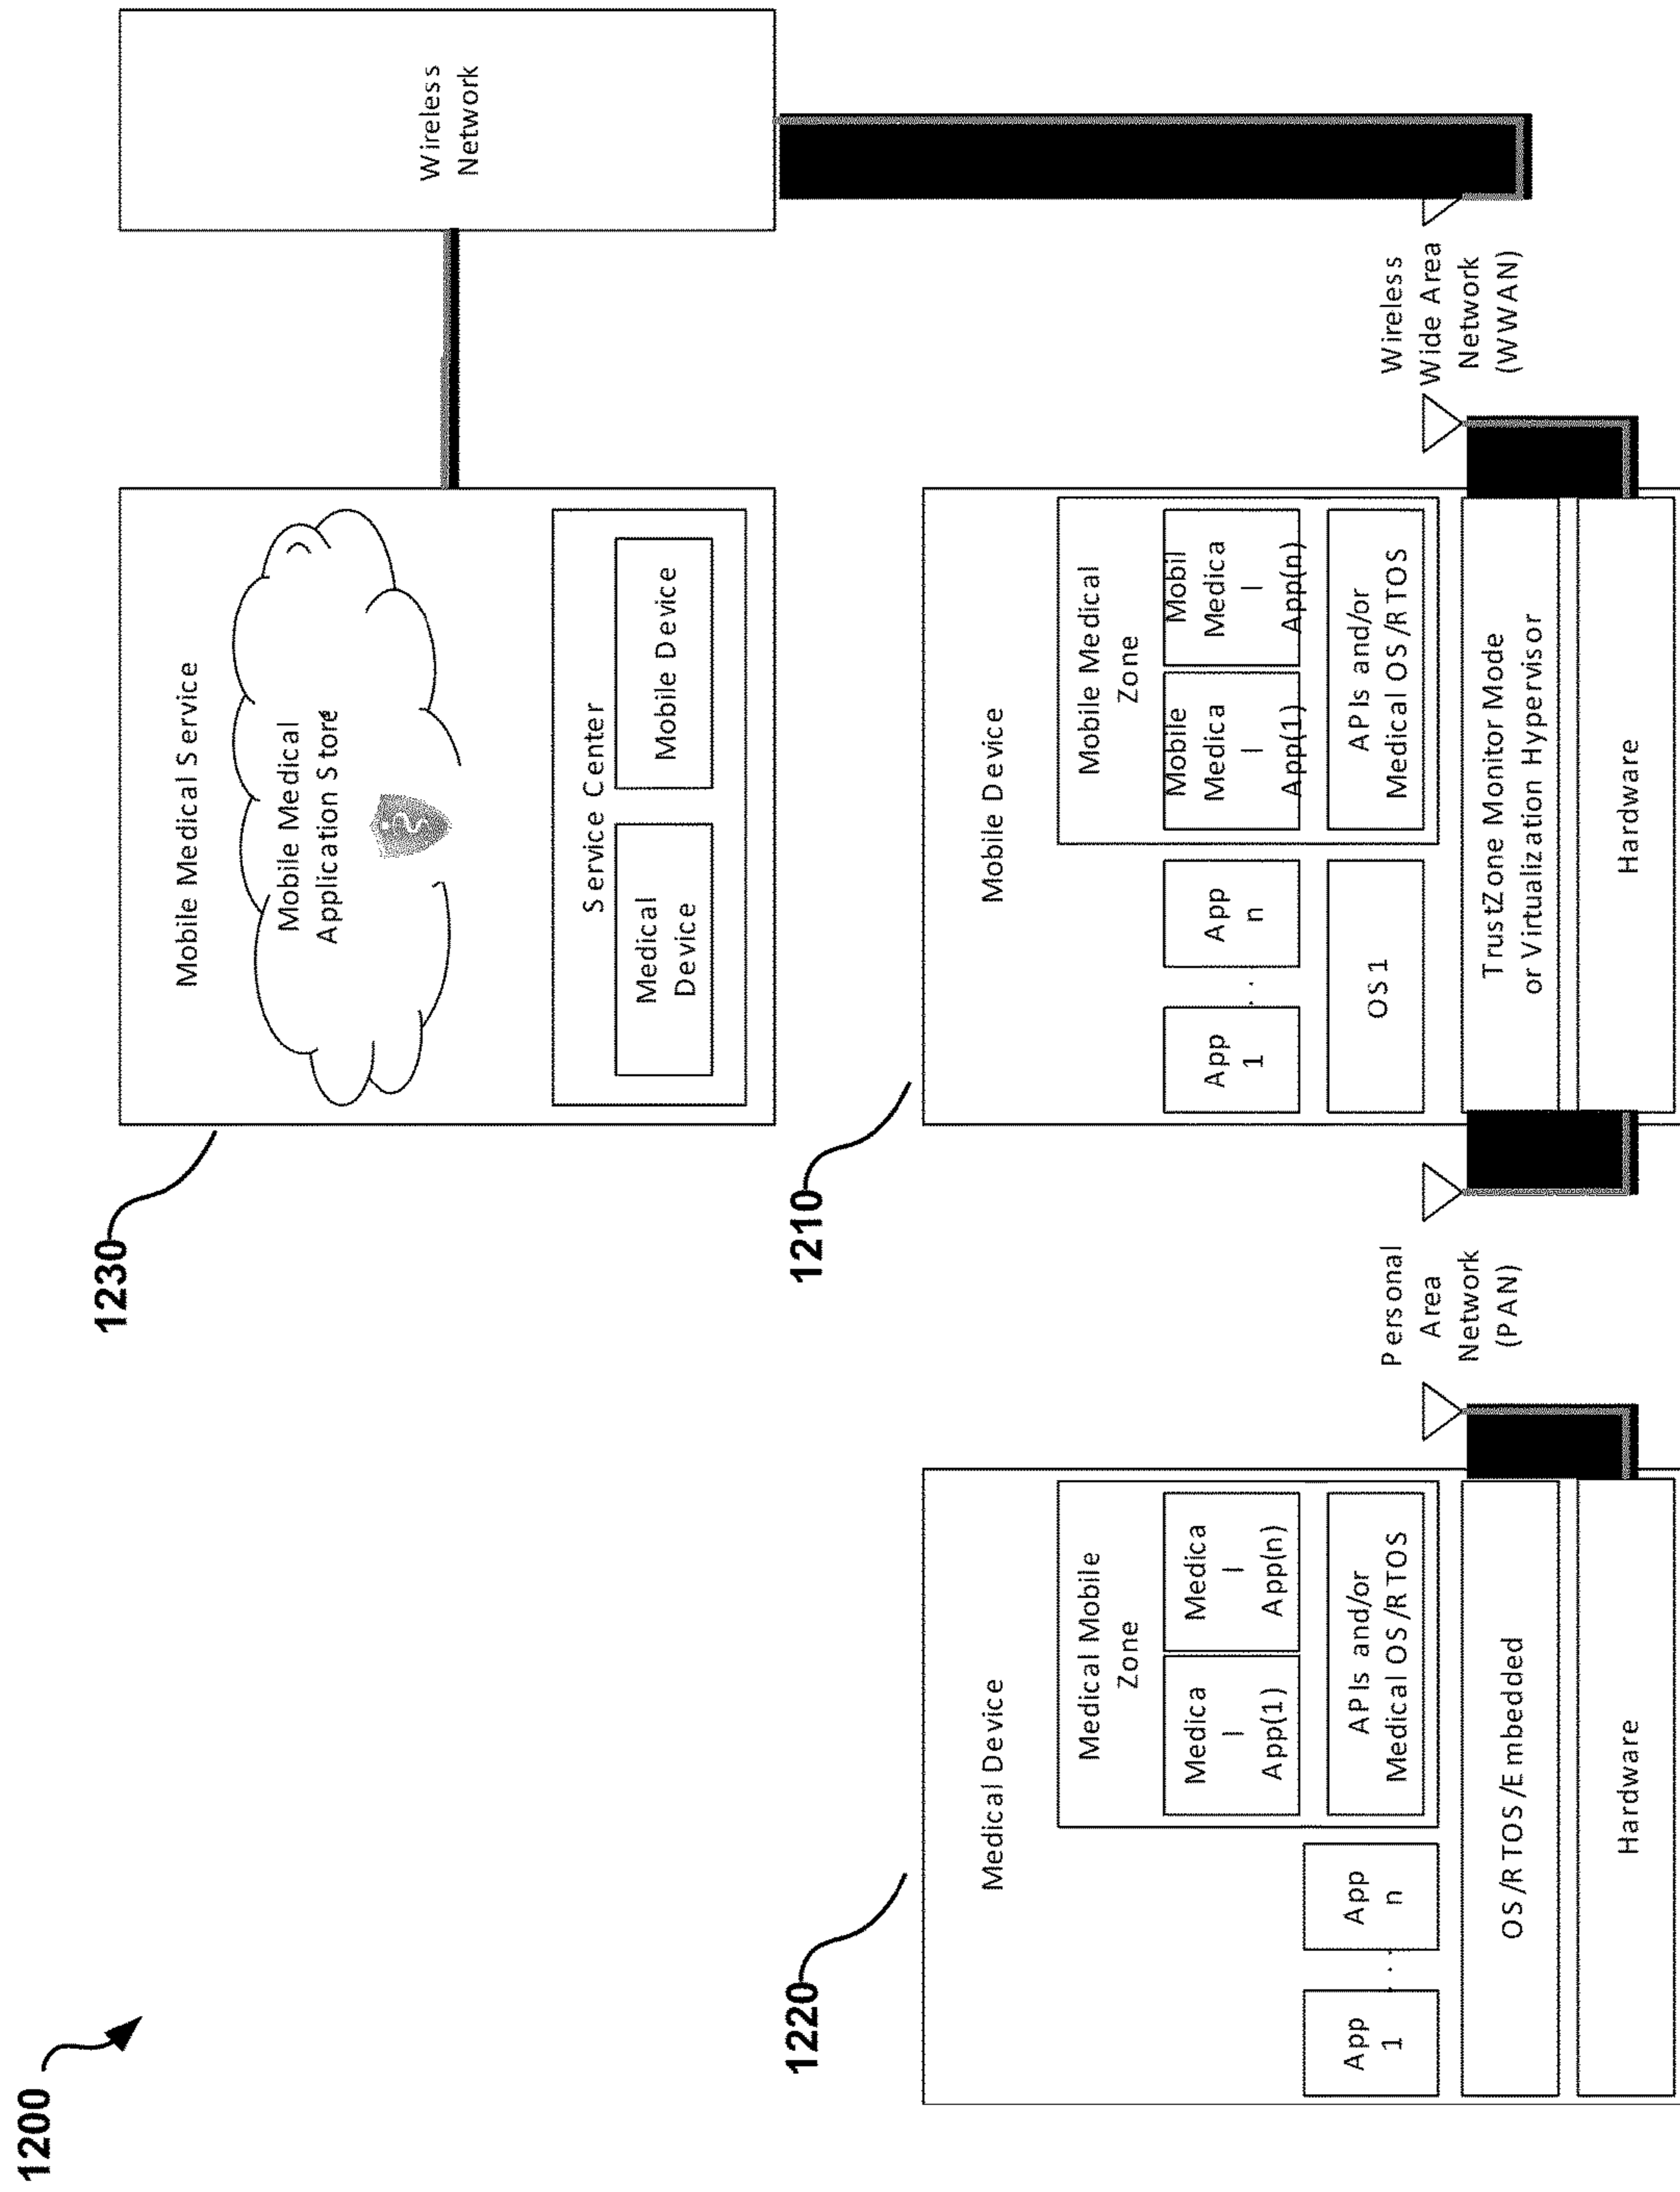 1200
1230
Mobile Medical Service
Mobile Medical
Application Store
Service Center
Medical
Device
Mobile Device
Wireless
Network
1220
Medical Device
Medical Mobile
Zone
Medica
l
App(1)
Medica
l
App(n)
App
1
. . .
App
n
APIs and/or
Medical OS/RTOS
OS/RTOS/Embedded
Hardware
Personal
Area
Network
(PAN)
1210
Mobile Device
Mobile Medical
Zone
Mobile
Medica
l
App(1)
Mobil
Medica
l
App(n)
App
1
. .
App
n
OS1
APIs and/or
Medical OS/RTOS
TrustZone Monitor Mode
or Virtualization Hypervisor
Hardware
Wireless
Wide Area
Network
(WWAN)